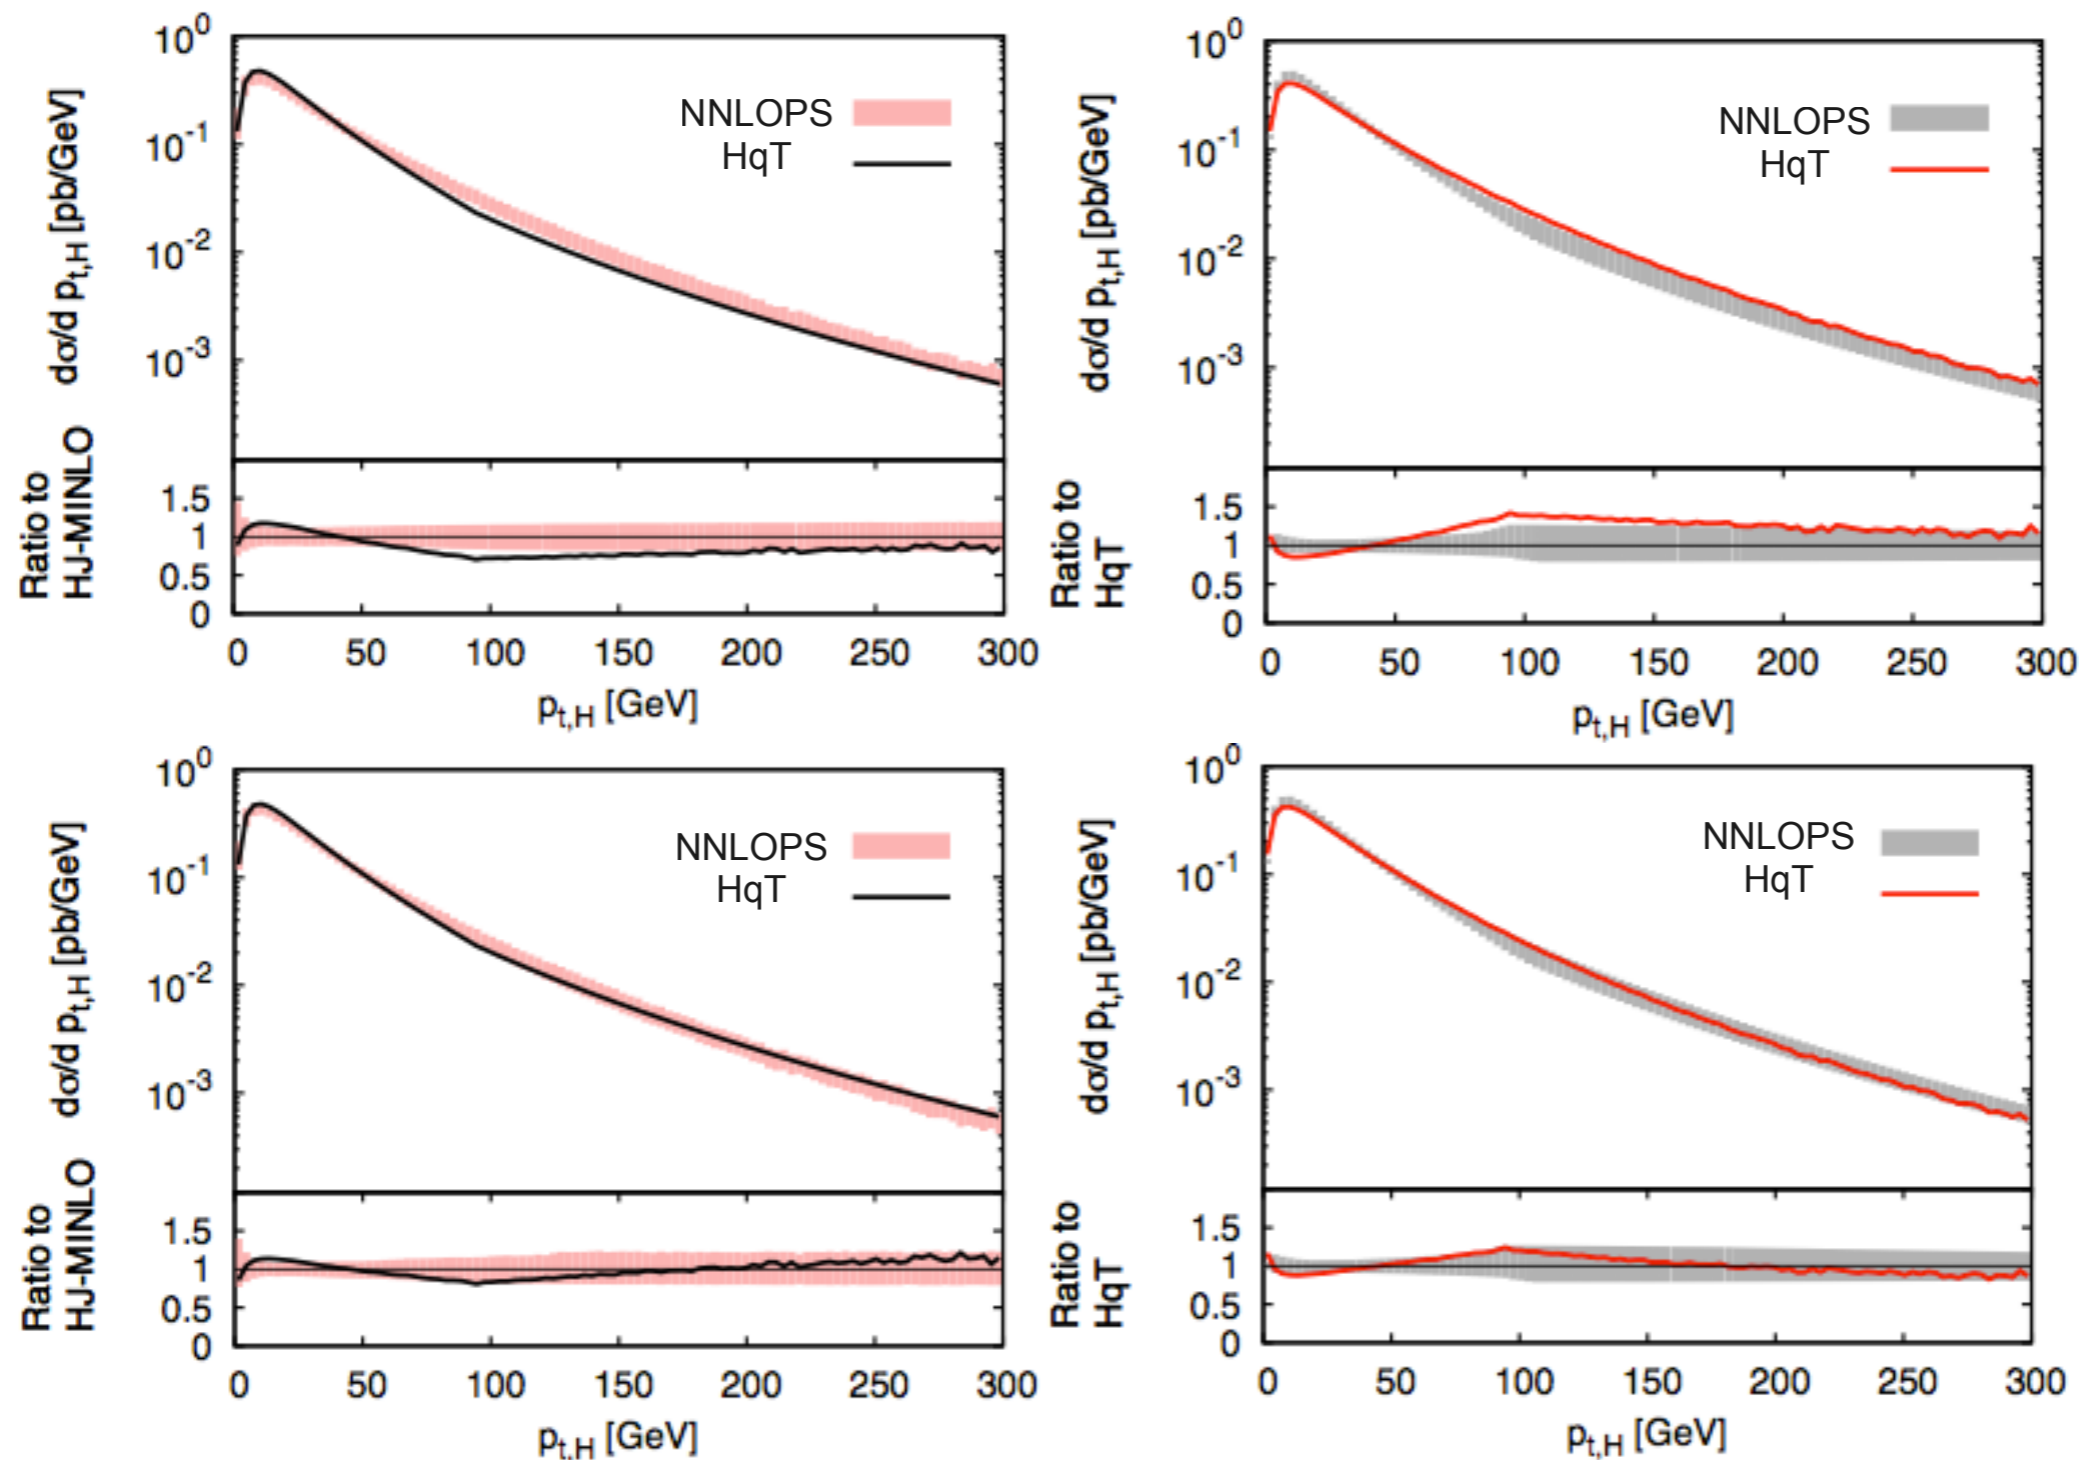 10^0
10^-1
10^-2
10^-3
dσ/d p_t,H [pb/GeV]
NNLOPS
HqT
Ratio to
HJ-MINLO
1.5
1
0.5
0
0 50 100 150 200 250 300
p_t,H [GeV]
10^0
10^-1
10^-2
10^-3
dσ/d p_t,H [pb/GeV]
NNLOPS
HqT
Ratio to
HqT
1.5
1
0.5
0
0 50 100 150 200 250 300
p_t,H [GeV]
10^0
10^-1
10^-2
10^-3
dσ/d p_t,H [pb/GeV]
NNLOPS
HqT
Ratio to
HJ-MINLO
1.5
1
0.5
0
0 50 100 150 200 250 300
p_t,H [GeV]
10^0
10^-1
10^-2
10^-3
dσ/d p_t,H [pb/GeV]
NNLOPS
HqT
Ratio to
HqT
1.5
1
0.5
0
0 50 100 150 200 250 300
p_t,H [GeV]